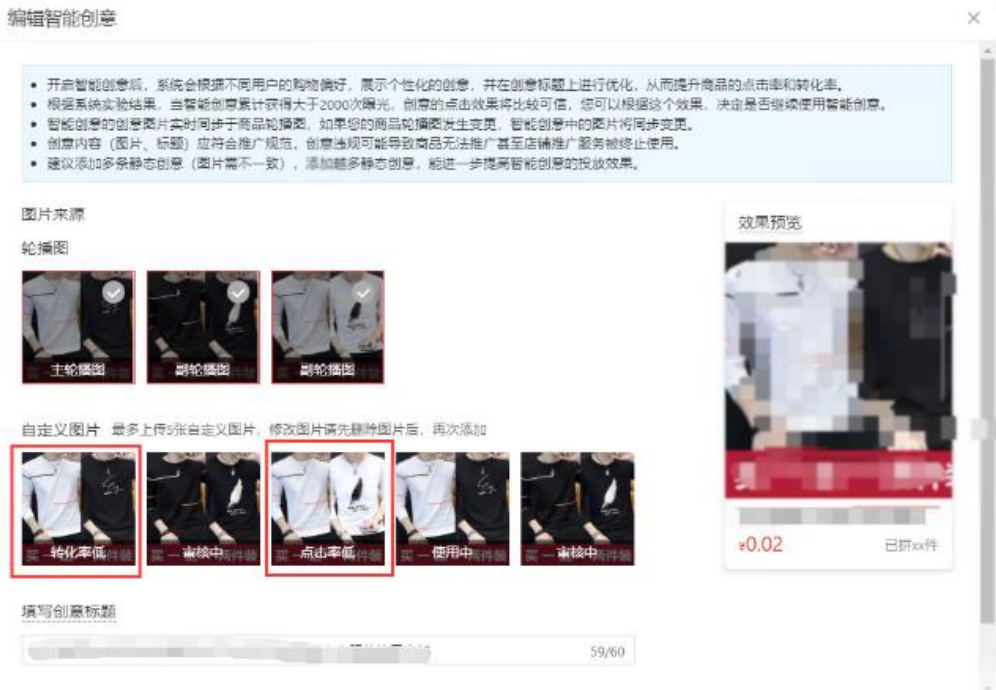 编辑智能创意
开启智能创意后，系统会根据不同用户的购物偏好，展示个性化的创意，并在创意标题上进行优化，从而提升商品的点击率和转化率。
根据系统实验结果，当智能创意累计获得大于2000次曝光，创意的点击效果将比较可信，您可以根据这个效果，决定是否继续使用智能创意。
智能创意的创意图片实时同步于商品轮播图，如果您的商品轮播图发生变更，智能创意中的图片将同步变更。
创意内容（图片、标题）应符合推广规范，创意违规可能导致商品无法推广甚至店铺推广服务被终止使用。
建议添加多条静态创意（图片需不一致），添加越多静态创意，能进一步提高智能创意的投放效果。
图片来源
轮播图
主轮播图
副轮播图
副轮播图
自定义图片 最多上传5张自定义图片，修改图片请先删除图片后，再次添加
转化率低
审核中
点击率低
使用中
审核中
填写创意标题
59/60
效果预览
¥0.02
已拼xx件